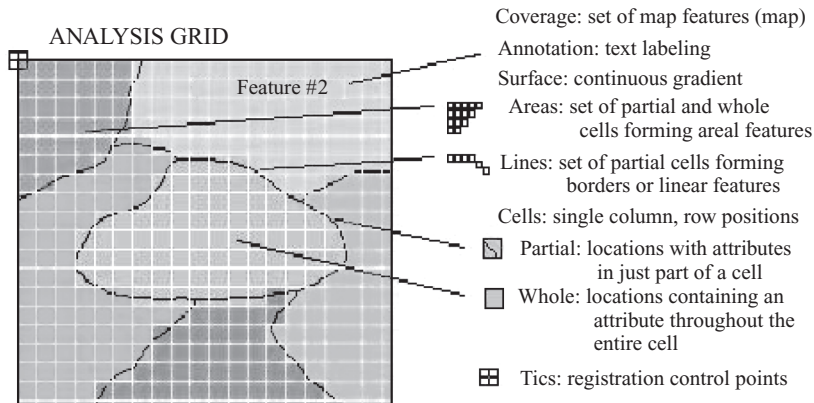 ANALYSIS GRID
Feature #2
Coverage: set of map features (map)
Annotation: text labeling
Surface: continuous gradient
Areas: set of partial and whole
cells forming areal features
Lines: set of partial cells forming
borders or linear features
Cells: single column, row positions
Partial: locations with attributes
in just part of a cell
Whole: locations containing an
attribute throughout the
entire cell
Tics: registration control points